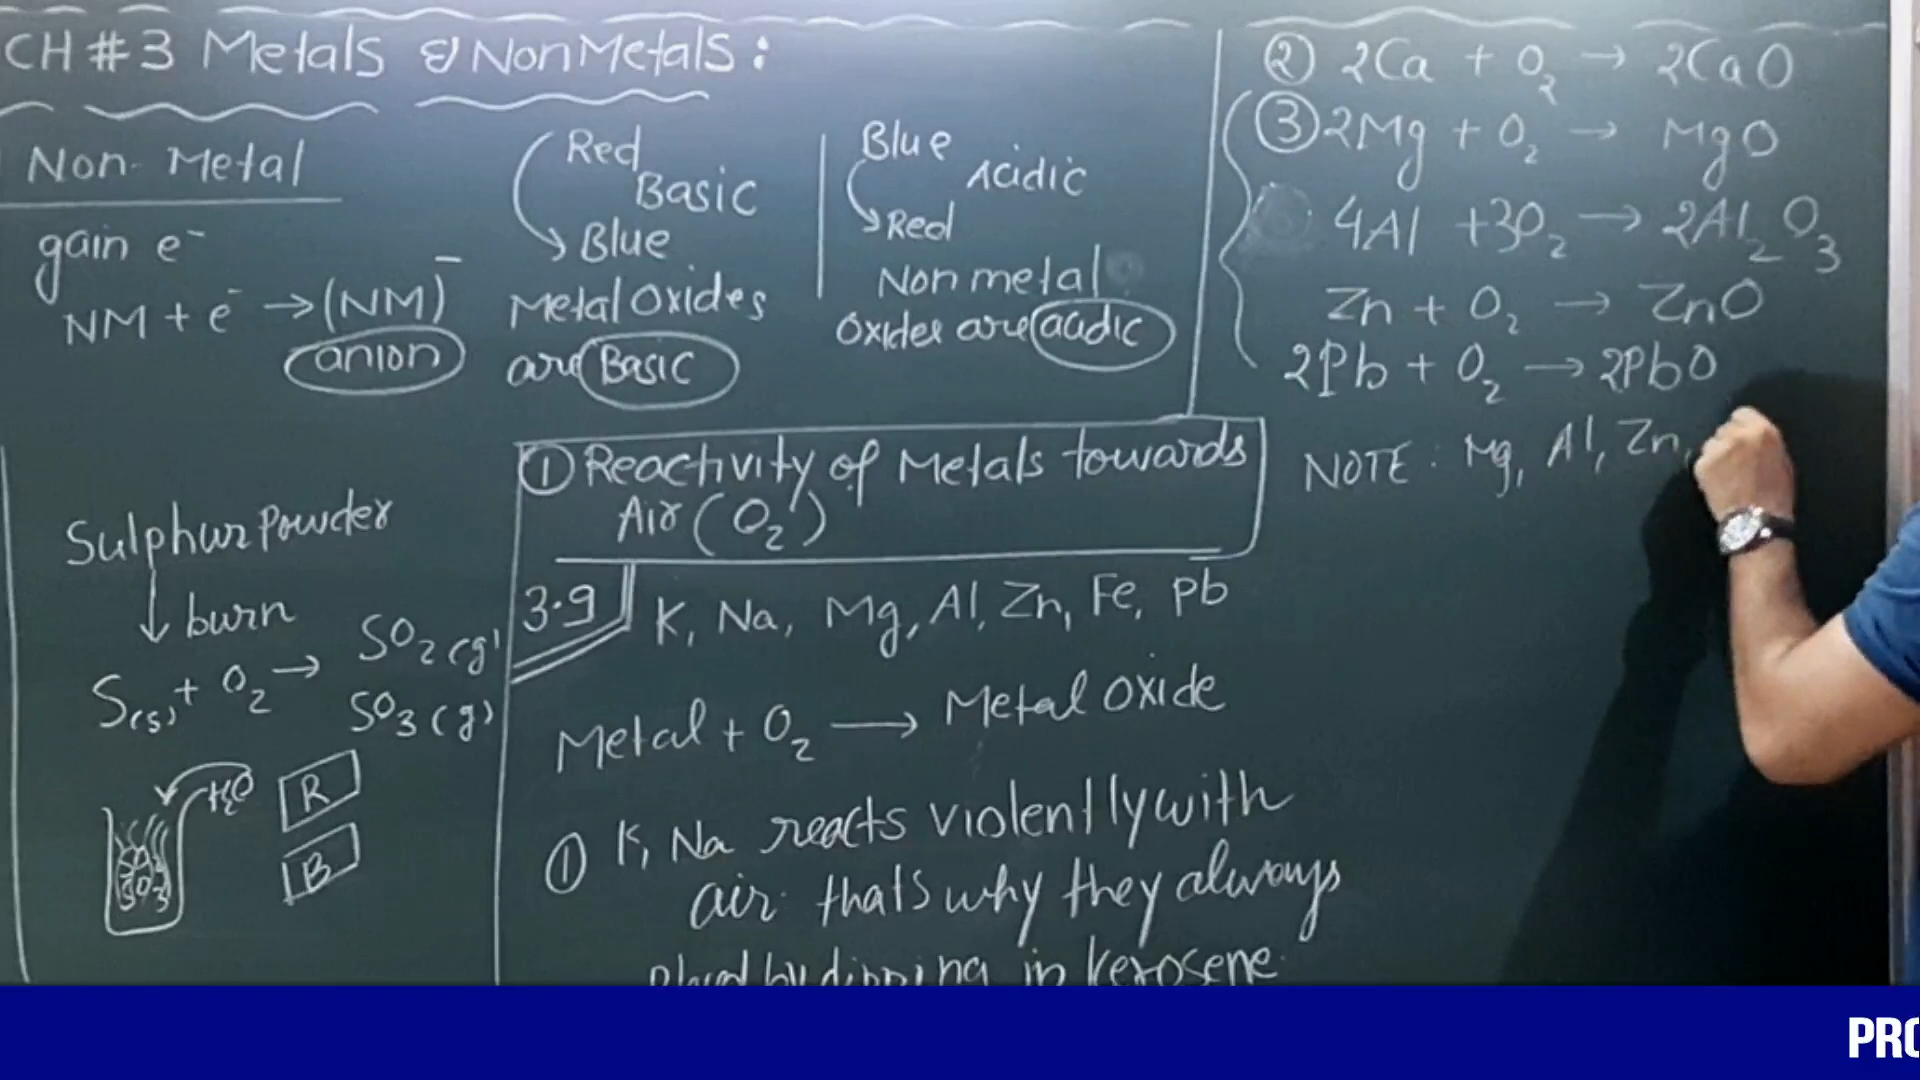 CH # 3 Metals & NonMetals :
Non-Metal
gain e⁻
NM + e⁻ → (NM)⁻
anion
Red
Basic
Blue
Metal Oxides
are Basic
Blue
Acidic
Red
Non metal
Oxides are acidic
Sulphur Powder
↓ burn
S(s) + O₂ → SO₂(g)
SO₃(g)
H₂O
R
B
SO₃
① Reactivity of Metals towards
Air (O₂)
3.9
K, Na, Mg, Al, Zn, Fe, Pb
Metal + O₂ → Metal Oxide
① K, Na reacts violently with
air. thats why they always
by dipping in kerosene.
② 2Ca + O₂ → 2CaO
③ 2Mg + O₂ → MgO
4Al + 3O₂ → 2Al₂O₃
Zn + O₂ → ZnO
2Pb + O₂ → 2PbO
NOTE : Mg, Al, Zn,